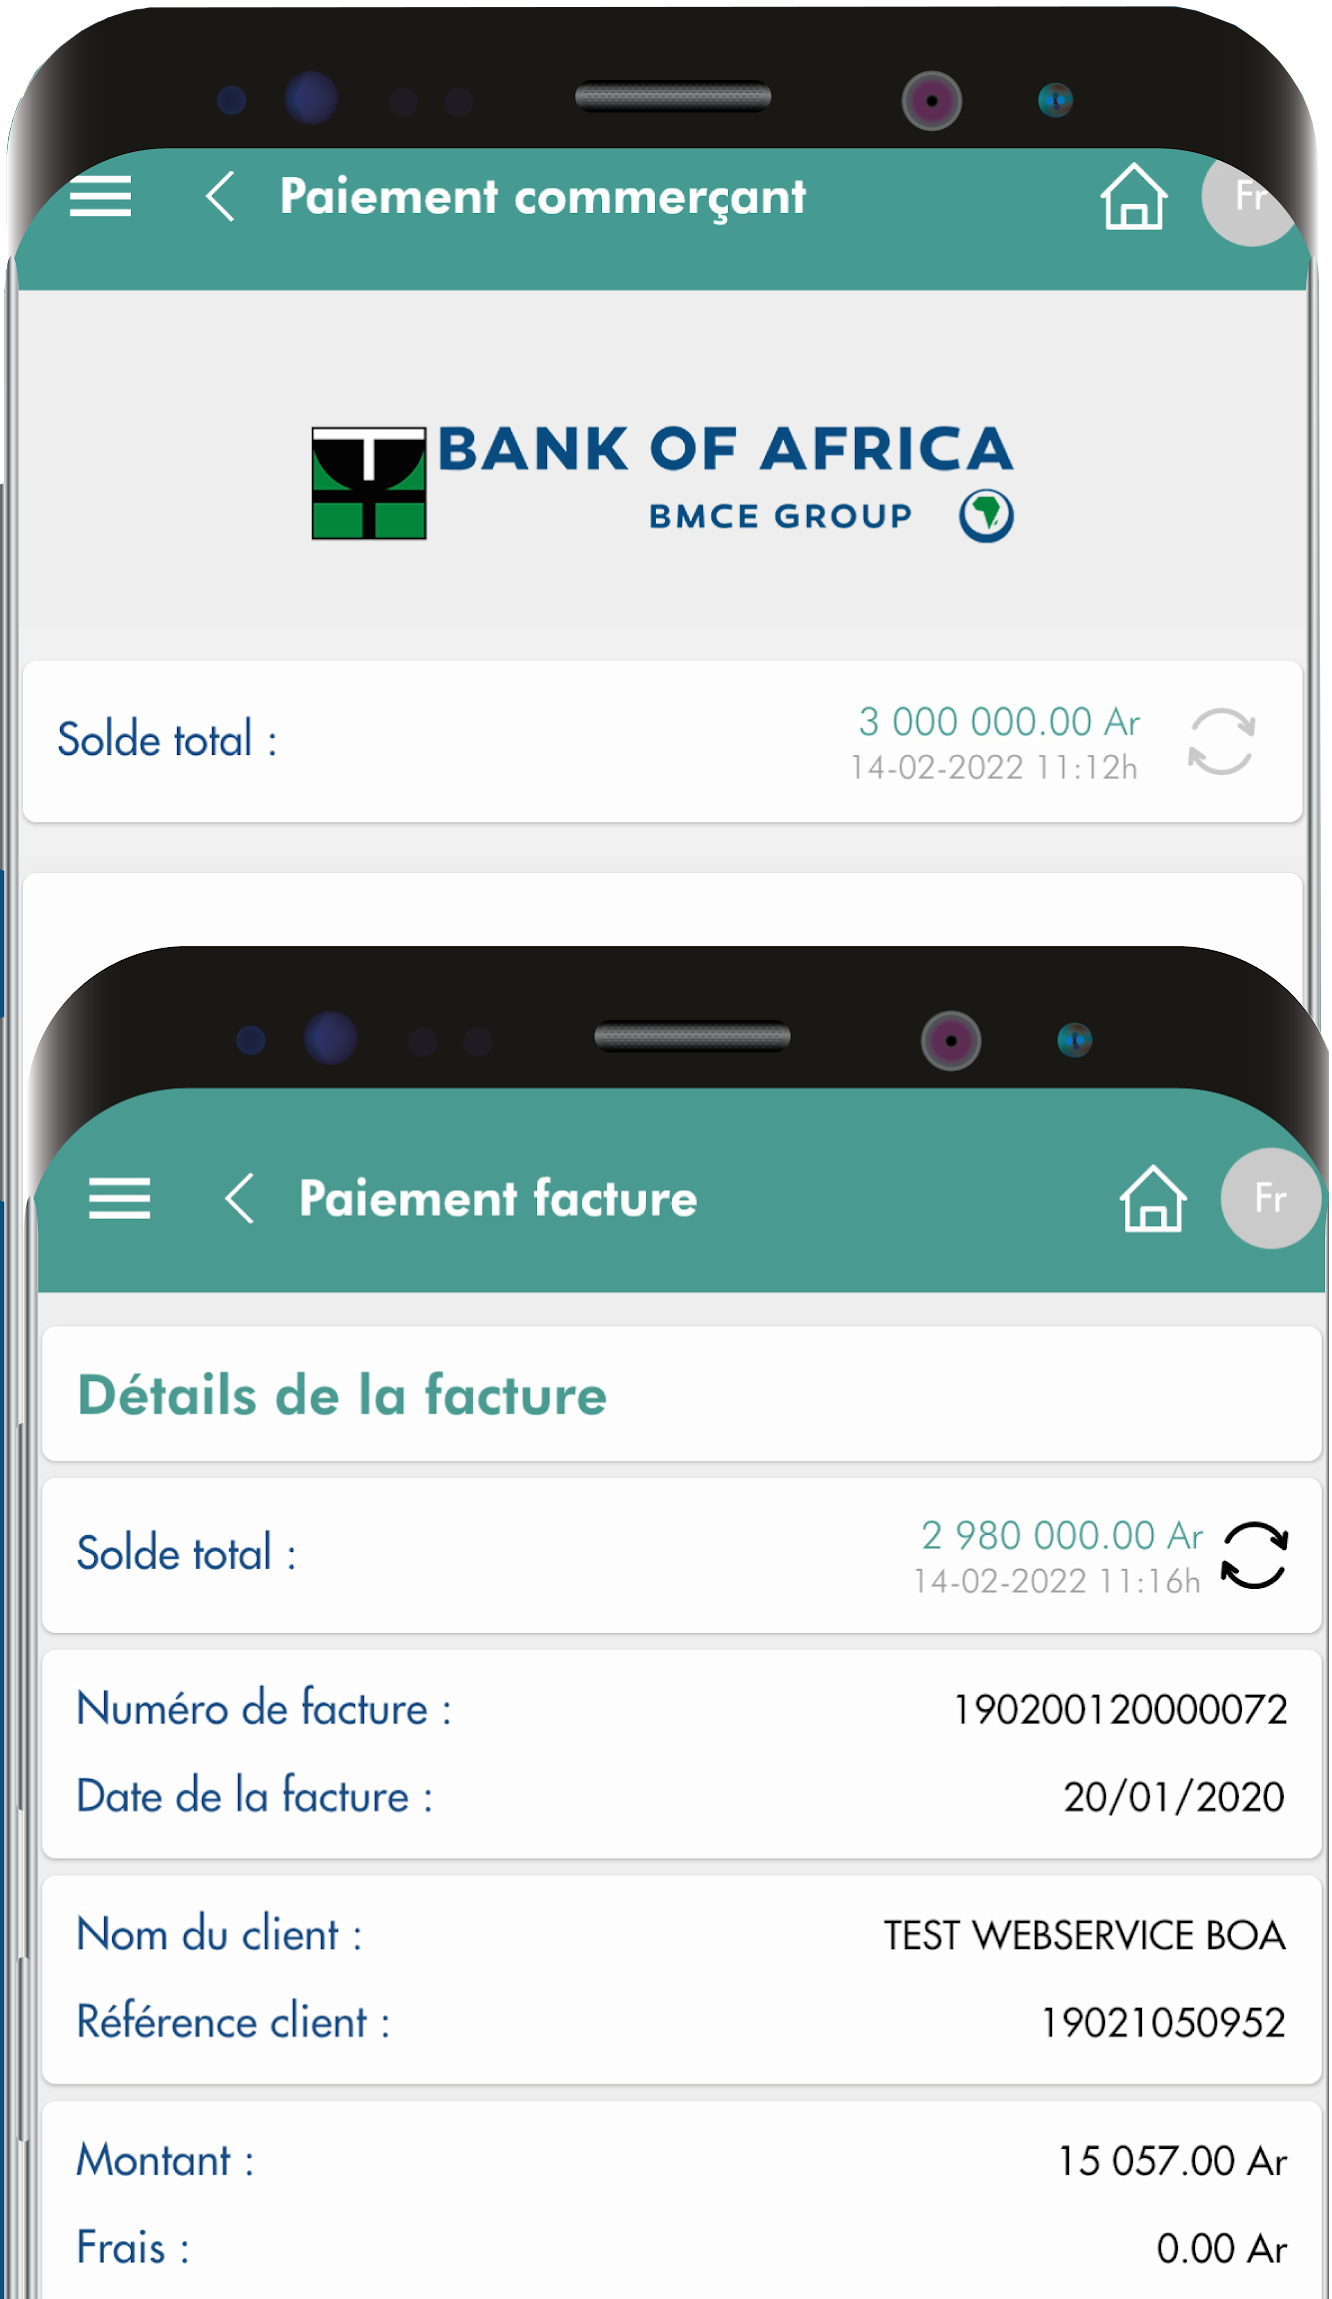 Paiement commerçant
Fr
BANK OF AFRICA
BMCE GROUP
Solde total :
3 000 000.00 Ar
14-02-2022 11:12h
Paiement facture
Fr
Détails de la facture
Solde total :
2 980 000.00 Ar
14-02-2022 11:16h
Numéro de facture : 190200120000072
Date de la facture : 20/01/2020
Nom du client : TEST WEBSERVICE BOA
Référence client : 19021050952
Montant : 15 057.00 Ar
Frais : 0.00 Ar